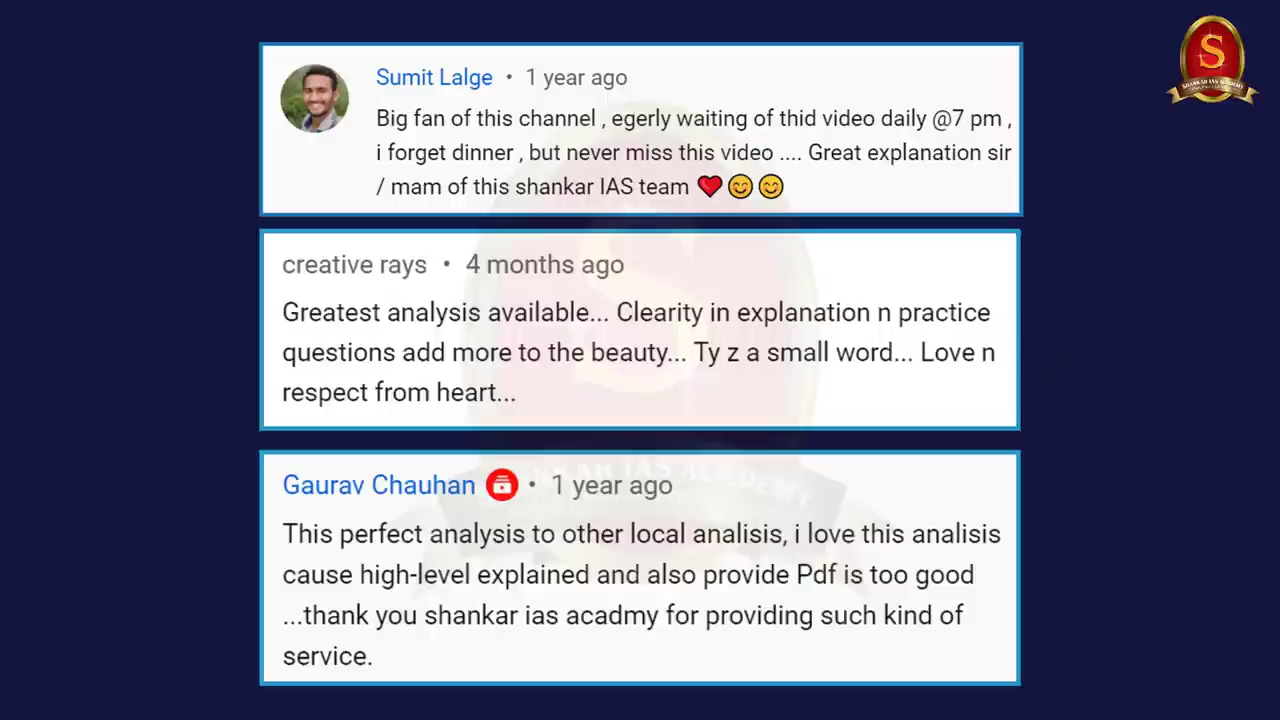 S
SHANKAR IAS ACADEMY
Sumit Lalge • 1 year ago
Big fan of this channel , egerly waiting of thid video daily @7 pm ,
i forget dinner , but never miss this video .... Great explanation sir
/ mam of this shankar IAS team ❤️😊😊
creative rays • 4 months ago
Greatest analysis available... Clearity in explanation n practice
questions add more to the beauty... Ty z a small word... Love n
respect from heart...
Gaurav Chauhan • 1 year ago
This perfect analysis to other local analisis, i love this analisis
cause high-level explained and also provide Pdf is too good
...thank you shankar ias acadmy for providing such kind of
service.